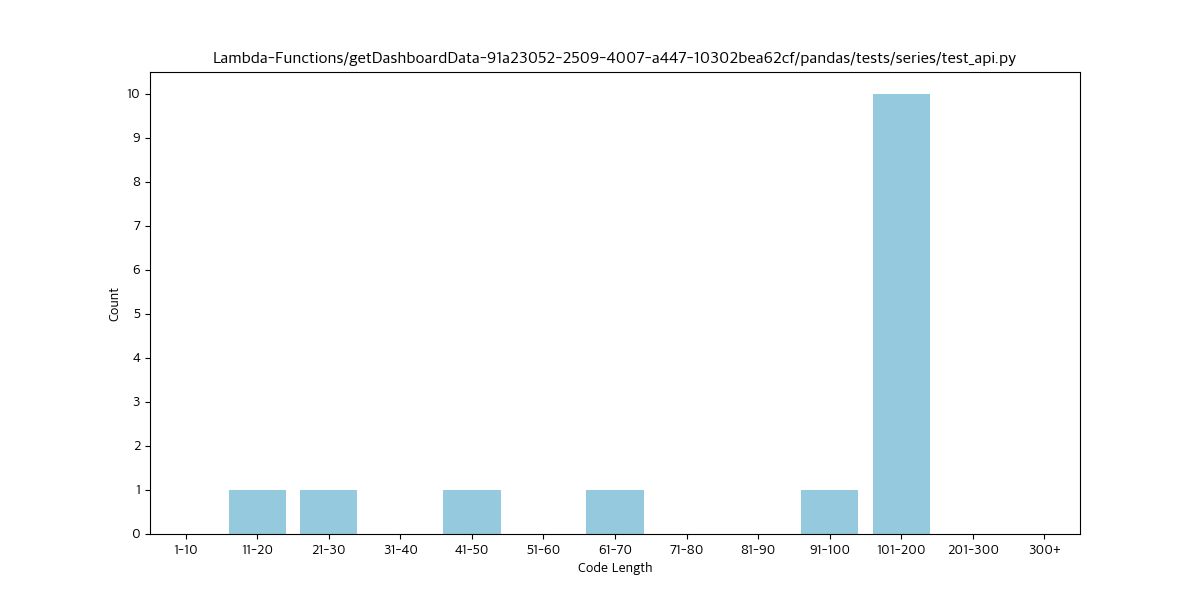 Lambda-Functions/getDashboardData-91a23052-2509-4007-a447-10302bea62cf/pandas/tests/series/test_api.py
10
9
8
7
6
5
4
3
2
1
0
Count
1-10 11-20 21-30 31-40 41-50 51-60 61-70 71-80 81-90 91-100 101-200 201-300 300+
Code Length